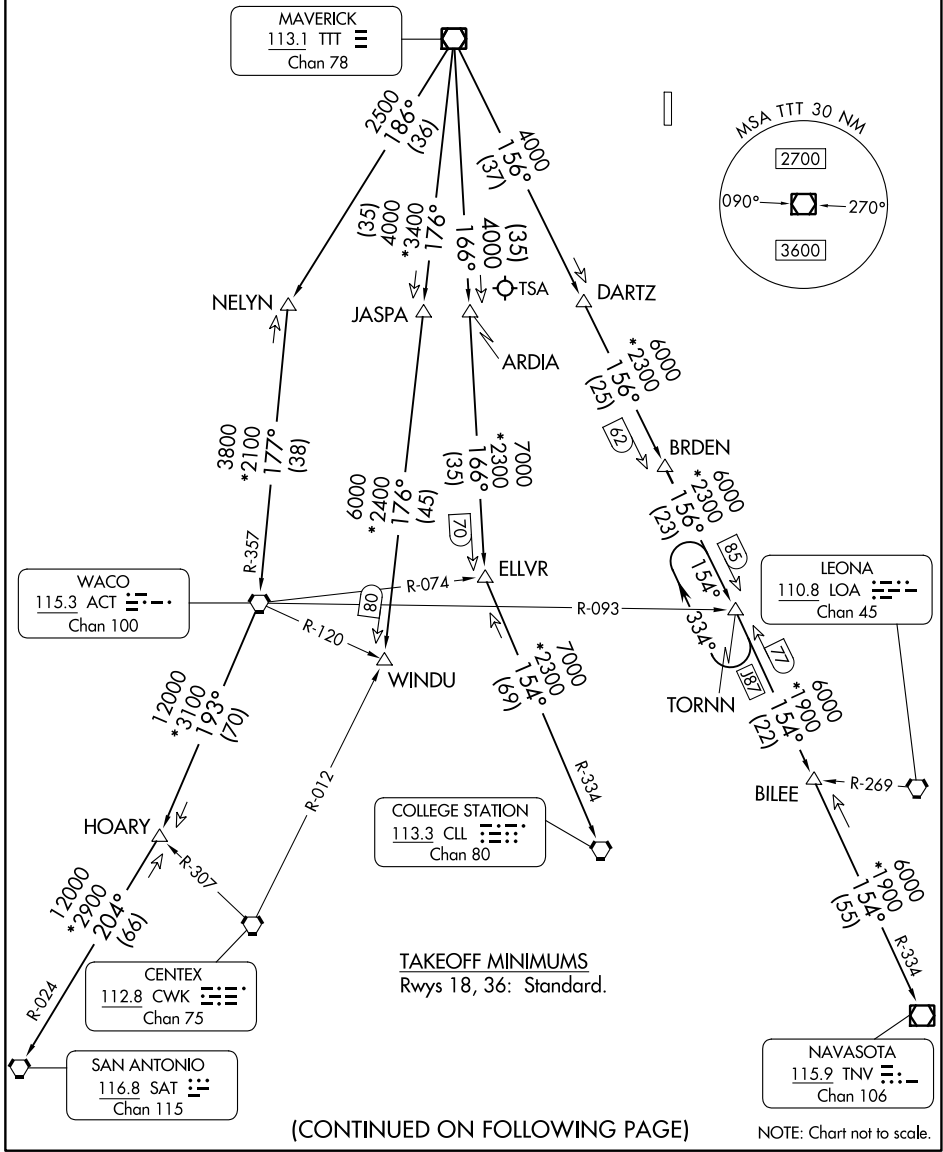 MAVERICK
113.1 TTT
Chan 78
2500
186°
(36)
(35)
4000
*3400
176°
166°
4000
(35)
4000
156°
(37)
MSA TTT 30 NM
2700
090°
270°
3600
TSA
NELYN
JASPA
ARDIA
DARTZ
6000
*2300
156°
(25)
62
BRDEN
3800
*2100
177°
(38)
6000
*2400
176°
(45)
7000
*2300
166°
(35)
70
6000
*2300
156°
(23)
85
R-357
WACO
115.3 ACT
Chan 100
R-074
ELLVR
R-093
R-120
80
WINDU
154°
334°
J87
77
TORNN
LEONA
110.8 LOA
Chan 45
12000
*3100
193°
(70)
7000
*2300
154°
(69)
6000
*1900
154°
(22)
R-012
R-334
BILEE
R-269
HOARY
R-307
COLLEGE STATION
113.3 CLL
Chan 80
12000
*2900
204°
(66)
R-024
6000
*1900
154°
(55)
R-334
CENTEX
112.8 CWK
Chan 75
TAKEOFF MINIMUMS
Rwys 18, 36: Standard.
SAN ANTONIO
116.8 SAT
Chan 115
NAVASOTA
115.9 TNV
Chan 106
(CONTINUED ON FOLLOWING PAGE)
NOTE: Chart not to scale.